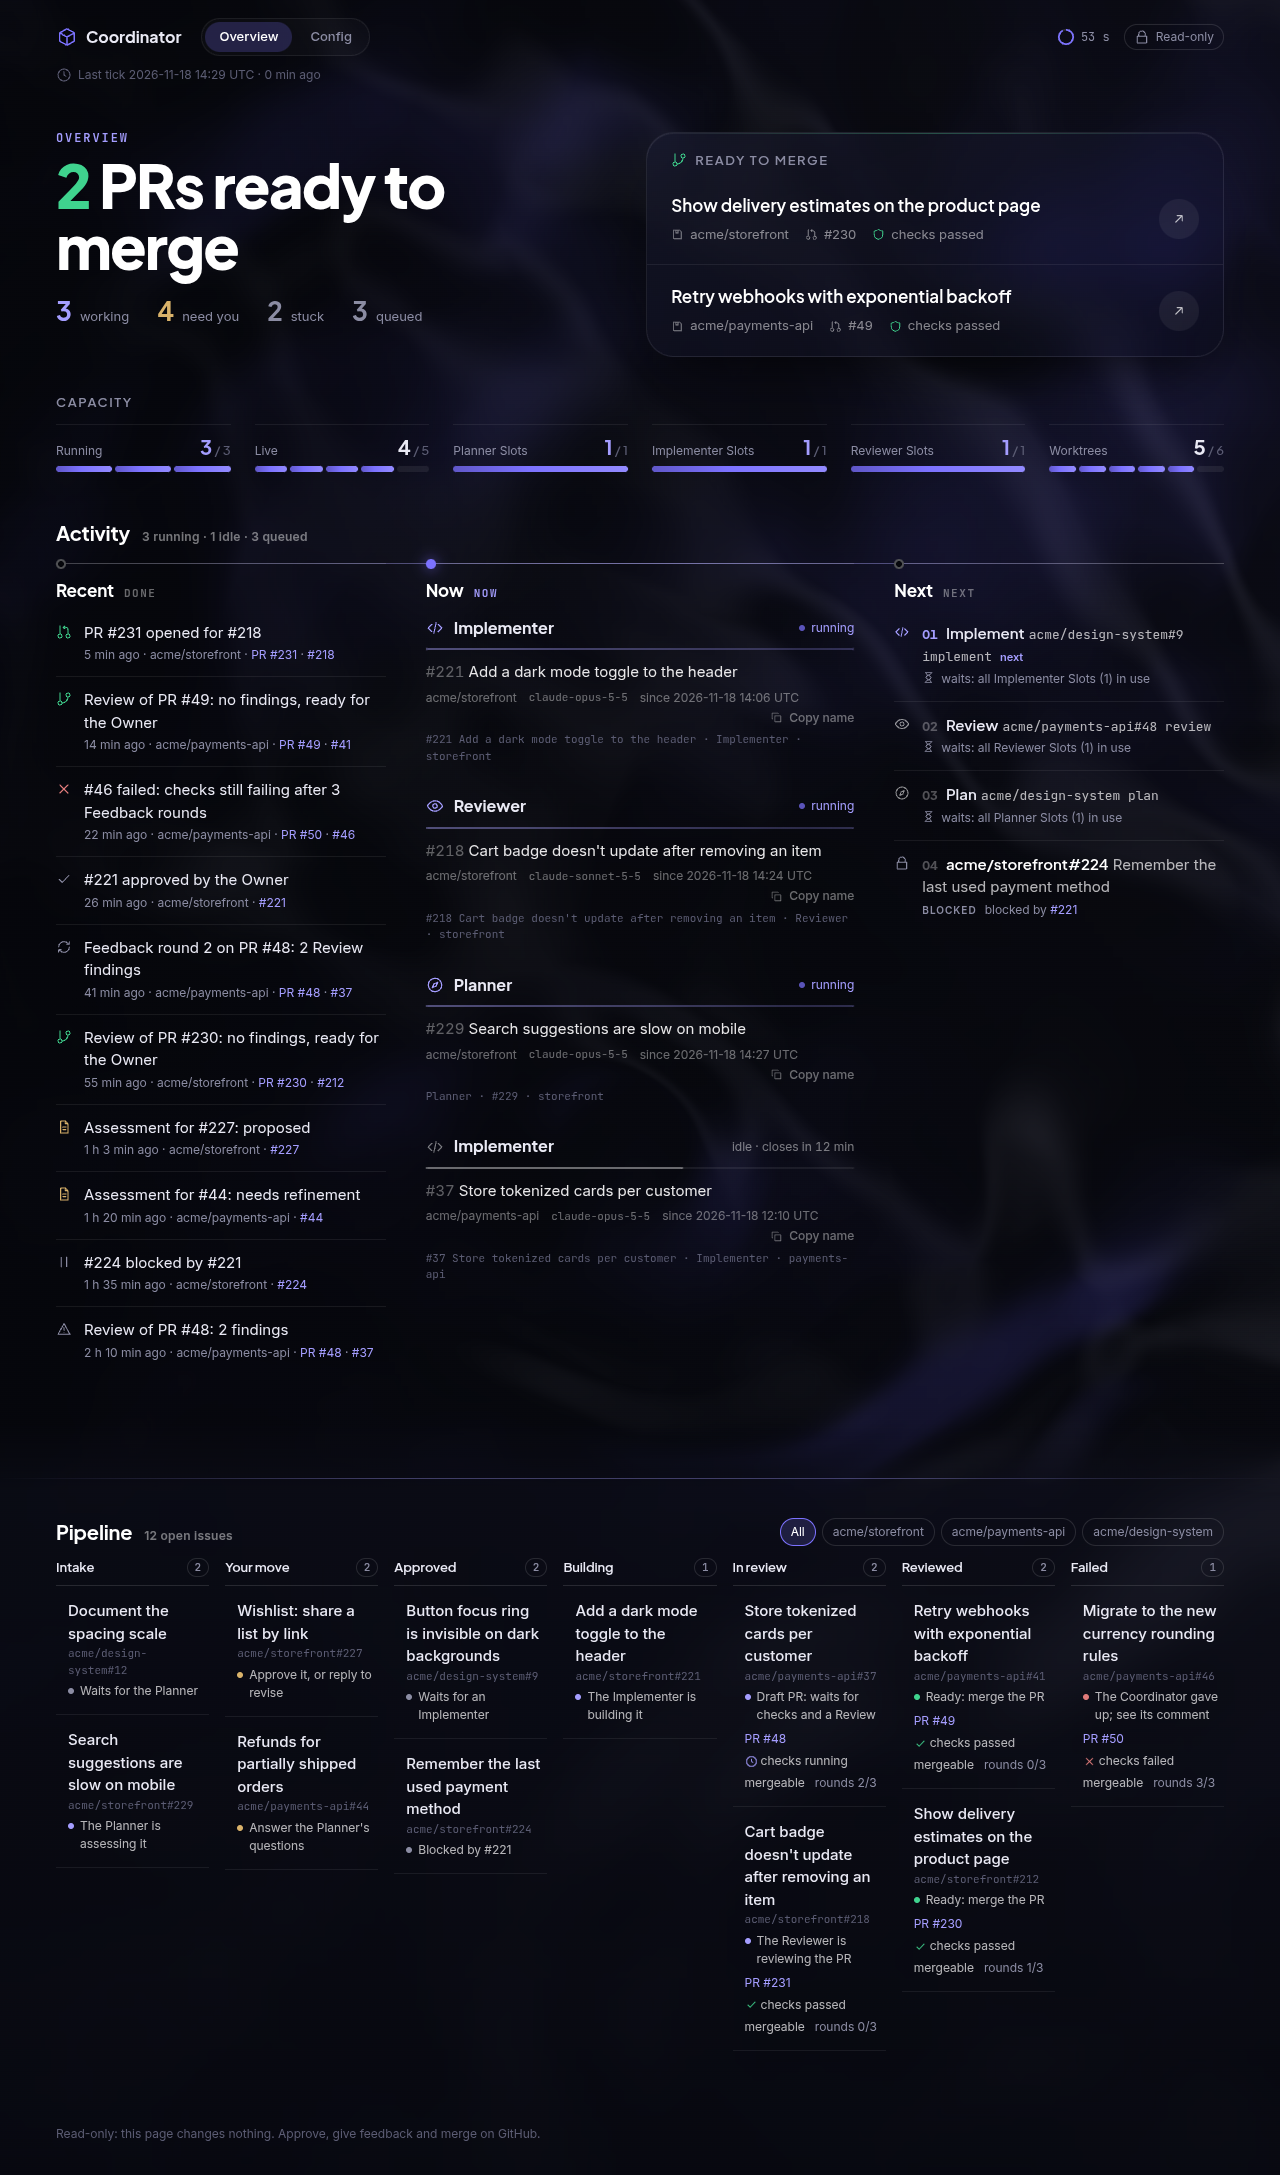 Coordinator
Overview
Config
53 s
Read-only
Last tick 2026-11-18 14:29 UTC · 0 min ago
OVERVIEW
2 PRs ready to
merge
3 working
4 need you
2 stuck
3 queued
READY TO MERGE
Show delivery estimates on the product page
acme/storefront #230 checks passed
Retry webhooks with exponential backoff
acme/payments-api #49 checks passed
CAPACITY
Running 3/3
Live 4/5
Planner Slots 1/1
Implementer Slots 1/1
Reviewer Slots 1/1
Worktrees 5/6
Activity 3 running · 1 idle · 3 queued
Recent DONE
PR #231 opened for #218
5 min ago · acme/storefront · PR #231 · #218
Review of PR #49: no findings, ready for
the Owner
14 min ago · acme/payments-api · PR #49 · #41
#46 failed: checks still failing after 3
Feedback rounds
22 min ago · acme/payments-api · PR #50 · #46
#221 approved by the Owner
26 min ago · acme/storefront · #221
Feedback round 2 on PR #48: 2 Review
findings
41 min ago · acme/payments-api · PR #48 · #37
Review of PR #230: no findings, ready for
the Owner
55 min ago · acme/storefront · PR #230 · #212
Assessment for #227: proposed
1 h 3 min ago · acme/storefront · #227
Assessment for #44: needs refinement
1 h 20 min ago · acme/payments-api · #44
#224 blocked by #221
1 h 35 min ago · acme/storefront · #224
Review of PR #48: 2 findings
2 h 10 min ago · acme/payments-api · PR #48 · #37
Now NOW
Implementer running
#221 Add a dark mode toggle to the header
acme/storefront claude-opus-5-5 since 2026-11-18 14:06 UTC
Copy name
#221 Add a dark mode toggle to the header · Implementer ·
storefront
Reviewer running
#218 Cart badge doesn't update after removing an item
acme/storefront claude-sonnet-5-5 since 2026-11-18 14:24 UTC
Copy name
#218 Cart badge doesn't update after removing an item · Reviewer
· storefront
Planner running
#229 Search suggestions are slow on mobile
acme/storefront claude-opus-5-5 since 2026-11-18 14:27 UTC
Copy name
Planner · #229 · storefront
Implementer idle · closes in 12 min
#37 Store tokenized cards per customer
acme/payments-api claude-opus-5-5 since 2026-11-18 12:10 UTC
Copy name
#37 Store tokenized cards per customer · Implementer · payments-
api
Next NEXT
01 Implement acme/design-system#9
implement next
waits: all Implementer Slots (1) in use
02 Review acme/payments-api#48 review
waits: all Reviewer Slots (1) in use
03 Plan acme/design-system plan
waits: all Planner Slots (1) in use
04 acme/storefront#224 Remember the
last used payment method
BLOCKED blocked by #221
Pipeline 12 open issues
All
acme/storefront
acme/payments-api
acme/design-system
Intake 2
Document the
spacing scale
acme/design-
system#12
Waits for the Planner
Search
suggestions are
slow on mobile
acme/storefront#229
The Planner is
assessing it
Your move 2
Wishlist: share a
list by link
acme/storefront#227
Approve it, or reply to
revise
Refunds for
partially shipped
orders
acme/payments-api#44
Answer the Planner's
questions
Approved 2
Button focus ring
is invisible on dark
backgrounds
acme/design-system#9
Waits for an
Implementer
Remember the last
used payment
method
acme/storefront#224
Blocked by #221
Building 1
Add a dark mode
toggle to the
header
acme/storefront#221
The Implementer is
building it
In review 2
Store tokenized
cards per
customer
acme/payments-api#37
Draft PR: waits for
checks and a Review
PR #48
checks running
mergeable rounds 2/3
Cart badge
doesn't update
after removing an
item
acme/storefront#218
The Reviewer is
reviewing the PR
PR #231
checks passed
mergeable rounds 0/3
Reviewed 2
Retry webhooks
with exponential
backoff
acme/payments-api#41
Ready: merge the PR
PR #49
checks passed
mergeable rounds 0/3
Show delivery
estimates on the
product page
acme/storefront#212
Ready: merge the PR
PR #230
checks passed
mergeable rounds 1/3
Failed 1
Migrate to the new
currency rounding
rules
acme/payments-api#46
The Coordinator gave
up; see its comment
PR #50
checks failed
mergeable rounds 3/3
Read-only: this page changes nothing. Approve, give feedback and merge on GitHub.